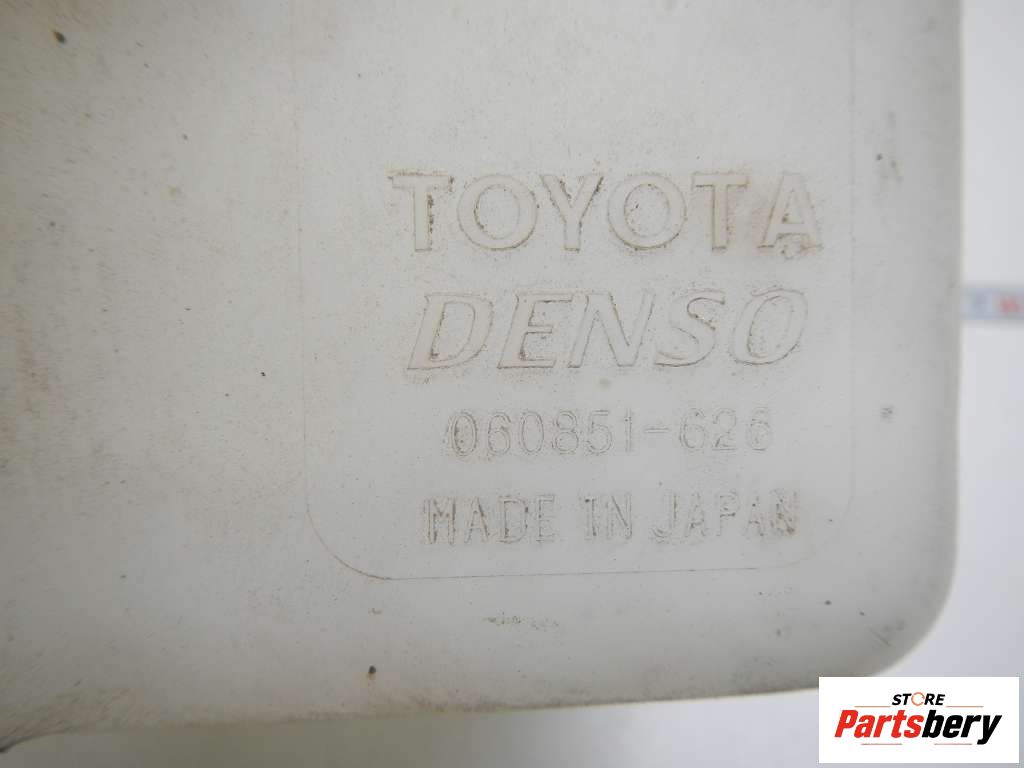 TOYOTA
DENSO
060851-626
MADE IN JAPAN
STORE
Partsbery